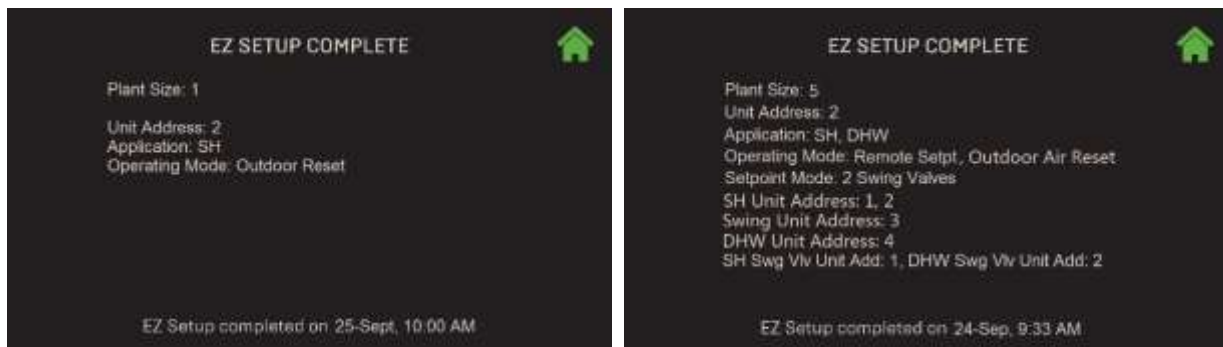 EZ SETUP COMPLETE
Plant Size: 1
Unit Address: 2
Application: SH
Operating Mode: Outdoor Reset
EZ Setup completed on 25-Sept, 10:00 AM
EZ SETUP COMPLETE
Plant Size: 5
Unit Address: 2
Application: SH, DHW
Operating Mode: Remote Setpt, Outdoor Air Reset
Setpoint Mode: 2 Swing Valves
SH Unit Address: 1, 2
Swing Unit Address: 3
DHW Unit Address: 4
SH Swg Vlv Unit Add: 1, DHW Swg Vlv Unit Add: 2
EZ Setup completed on 24-Sep, 9:33 AM